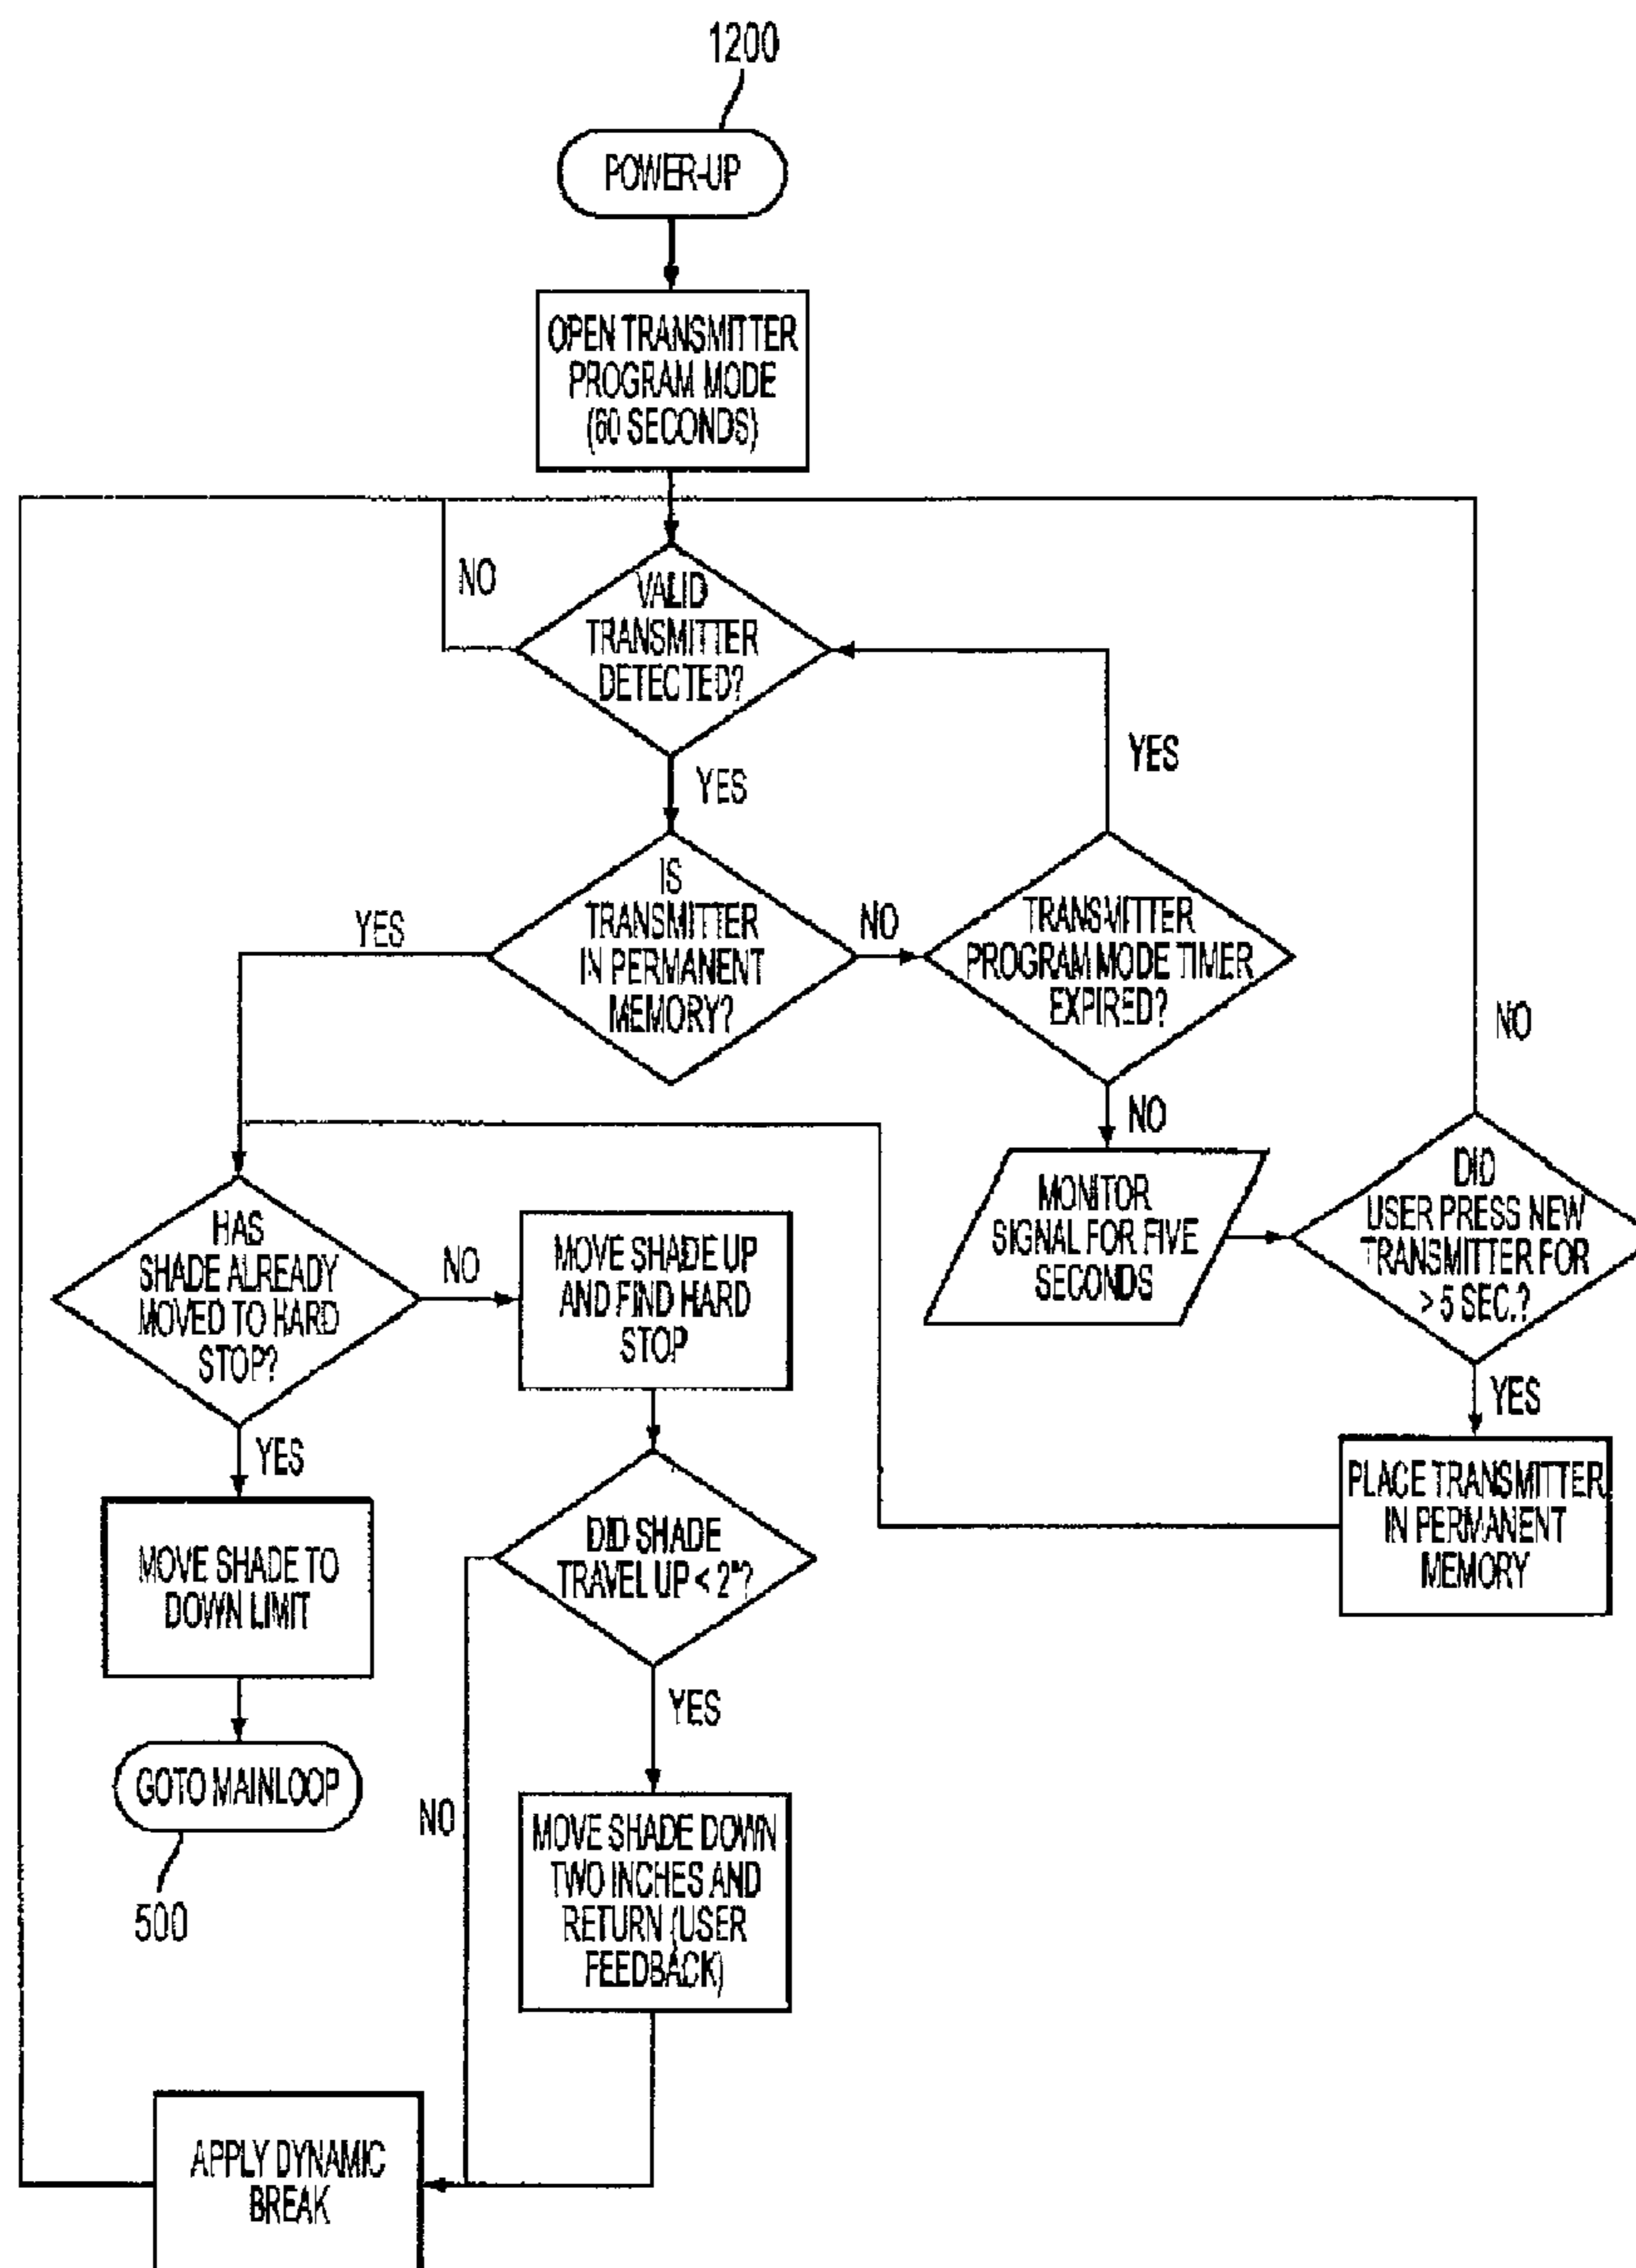 1200
POWER-UP
OPEN TRANSMITTER
PROGRAM MODE
(60 SECONDS)
NO
VALID
TRANSMITTER
DETECTED?
YES
YES
IS
TRANSMITTER
IN PERMANENT
MEMORY?
YES
NO
TRANSMITTER
PROGRAM MODE TIMER
EXPIRED?
NO
NO
MONITOR
SIGNAL FOR FIVE
SECONDS
DID
USER PRESS NEW
TRANSMITTER FOR
> 5 SEC.?
YES
PLACE TRANSMITTER
IN PERMANENT
MEMORY
HAS
SHADE ALREADY
MOVED TO HARD
STOP?
NO
MOVE SHADE UP
AND FIND HARD
STOP
YES
MOVE SHADE TO
DOWN LIMIT
DID SHADE
TRAVEL UP < 2"?
YES
NO
GOTO MAINLOOP
500
MOVE SHADE DOWN
TWO INCHES AND
RETURN (USER
FEEDBACK)
APPLY DYNAMIC
BREAK